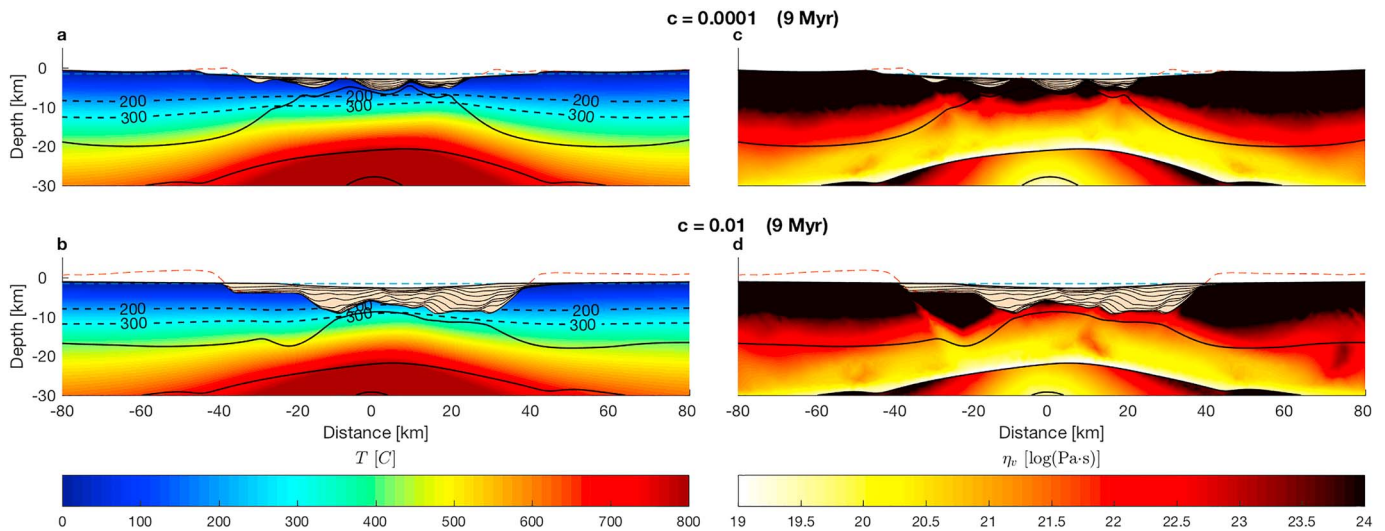 c = 0.0001 (9 Myr)
a
c
Depth [km]
0
-10
-20
-30
200
300
200
300
200
300
c = 0.01 (9 Myr)
b
d
Depth [km]
0
-10
-20
-30
200
300
200
300
200
300
-80 -60 -40 -20 0 20 40 60 80
-80 -60 -40 -20 0 20 40 60 80
Distance [km]
Distance [km]
T [C]
η_v [log(Pa·s)]
0 100 200 300 400 500 600 700 800
19 19.5 20 20.5 21 21.5 22 22.5 23 23.5 24